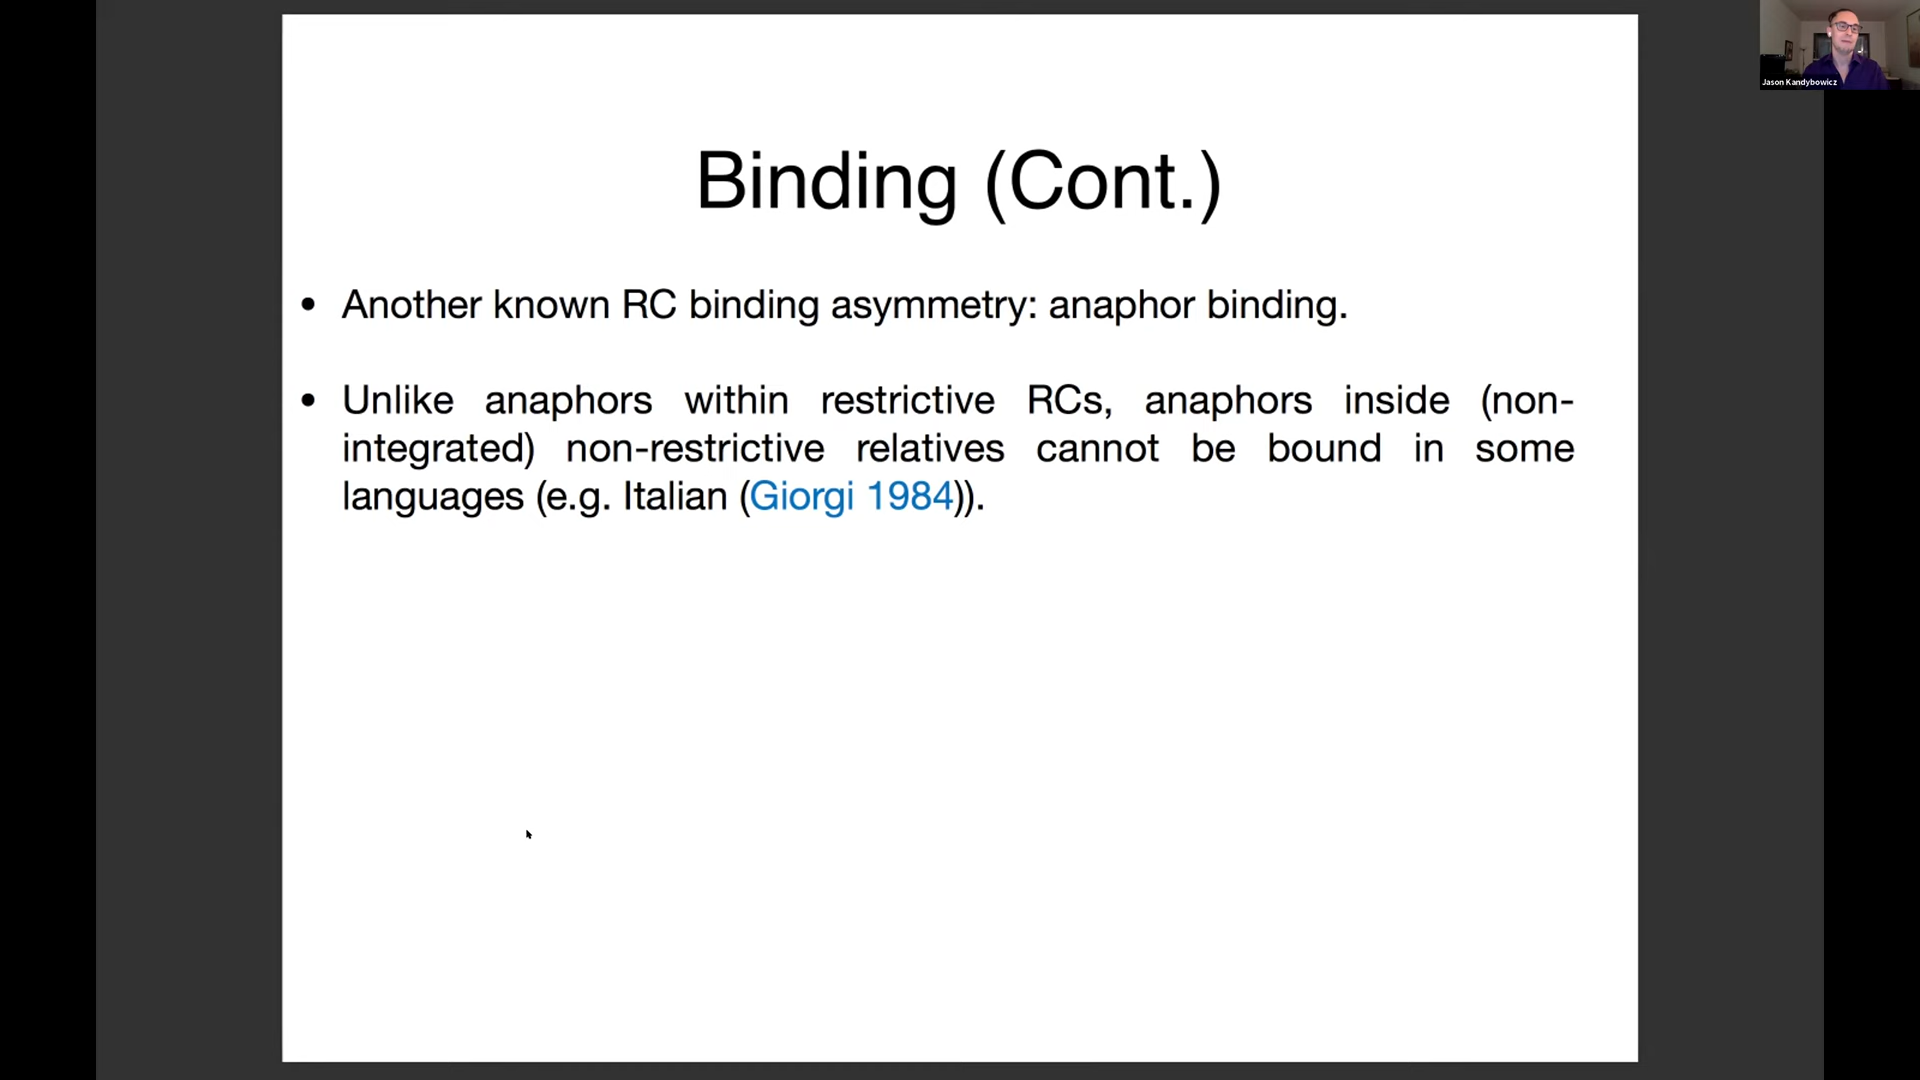 Jason Kandybowicz
Binding (Cont.)
• Another known RC binding asymmetry: anaphor binding.
• Unlike anaphors within restrictive RCs, anaphors inside (non-
integrated) non-restrictive relatives cannot be bound in some
languages (e.g. Italian (Giorgi 1984)).